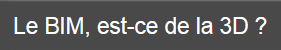 Le BIM, est-ce de la 3D ?